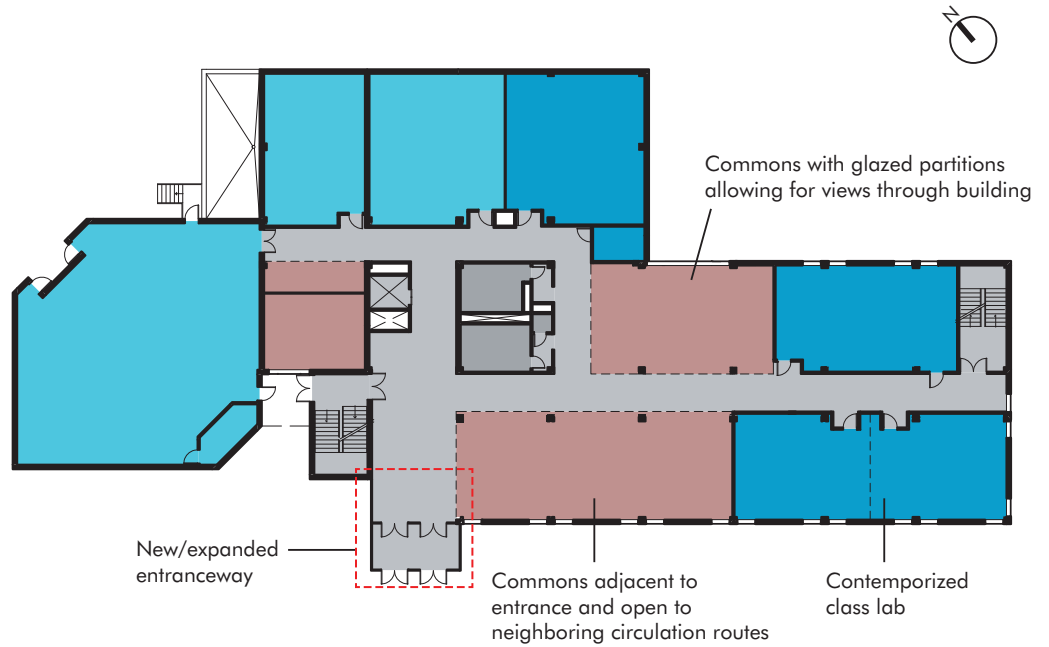 N
Commons with glazed partitions
allowing for views through building
New/expanded
entranceway
Commons adjacent to
entrance and open to
neighboring circulation routes
Contemporized
class lab